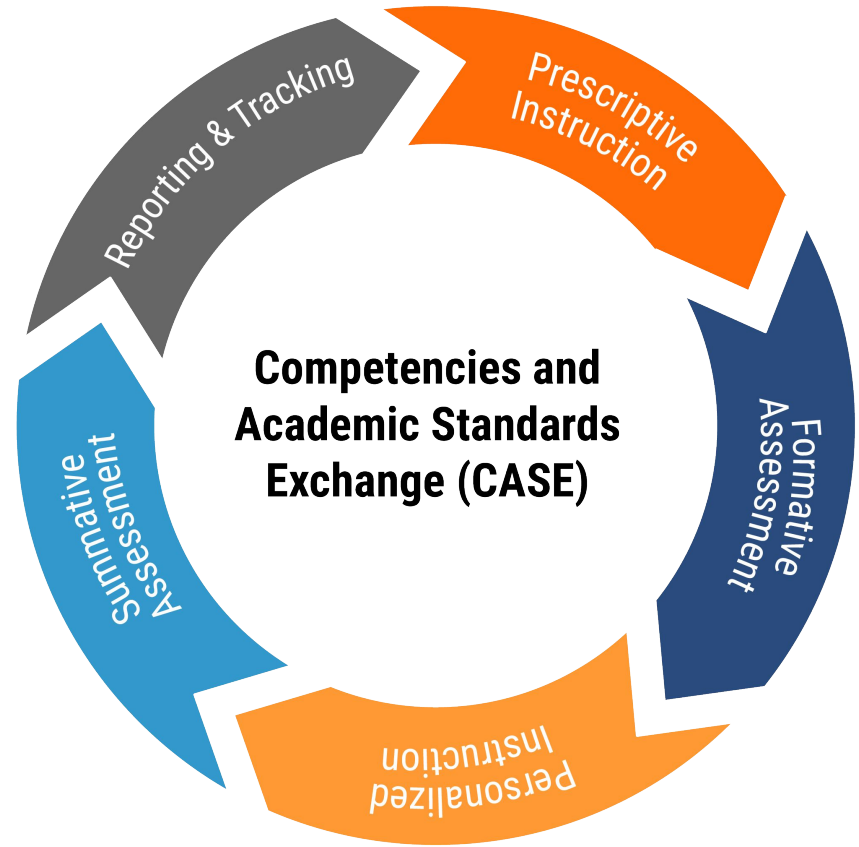 Reporting & Tracking
Prescriptive
Instruction
Formative
Assessment
Personalized
Instruction
Summative
Assessment
Competencies and
Academic Standards
Exchange (CASE)